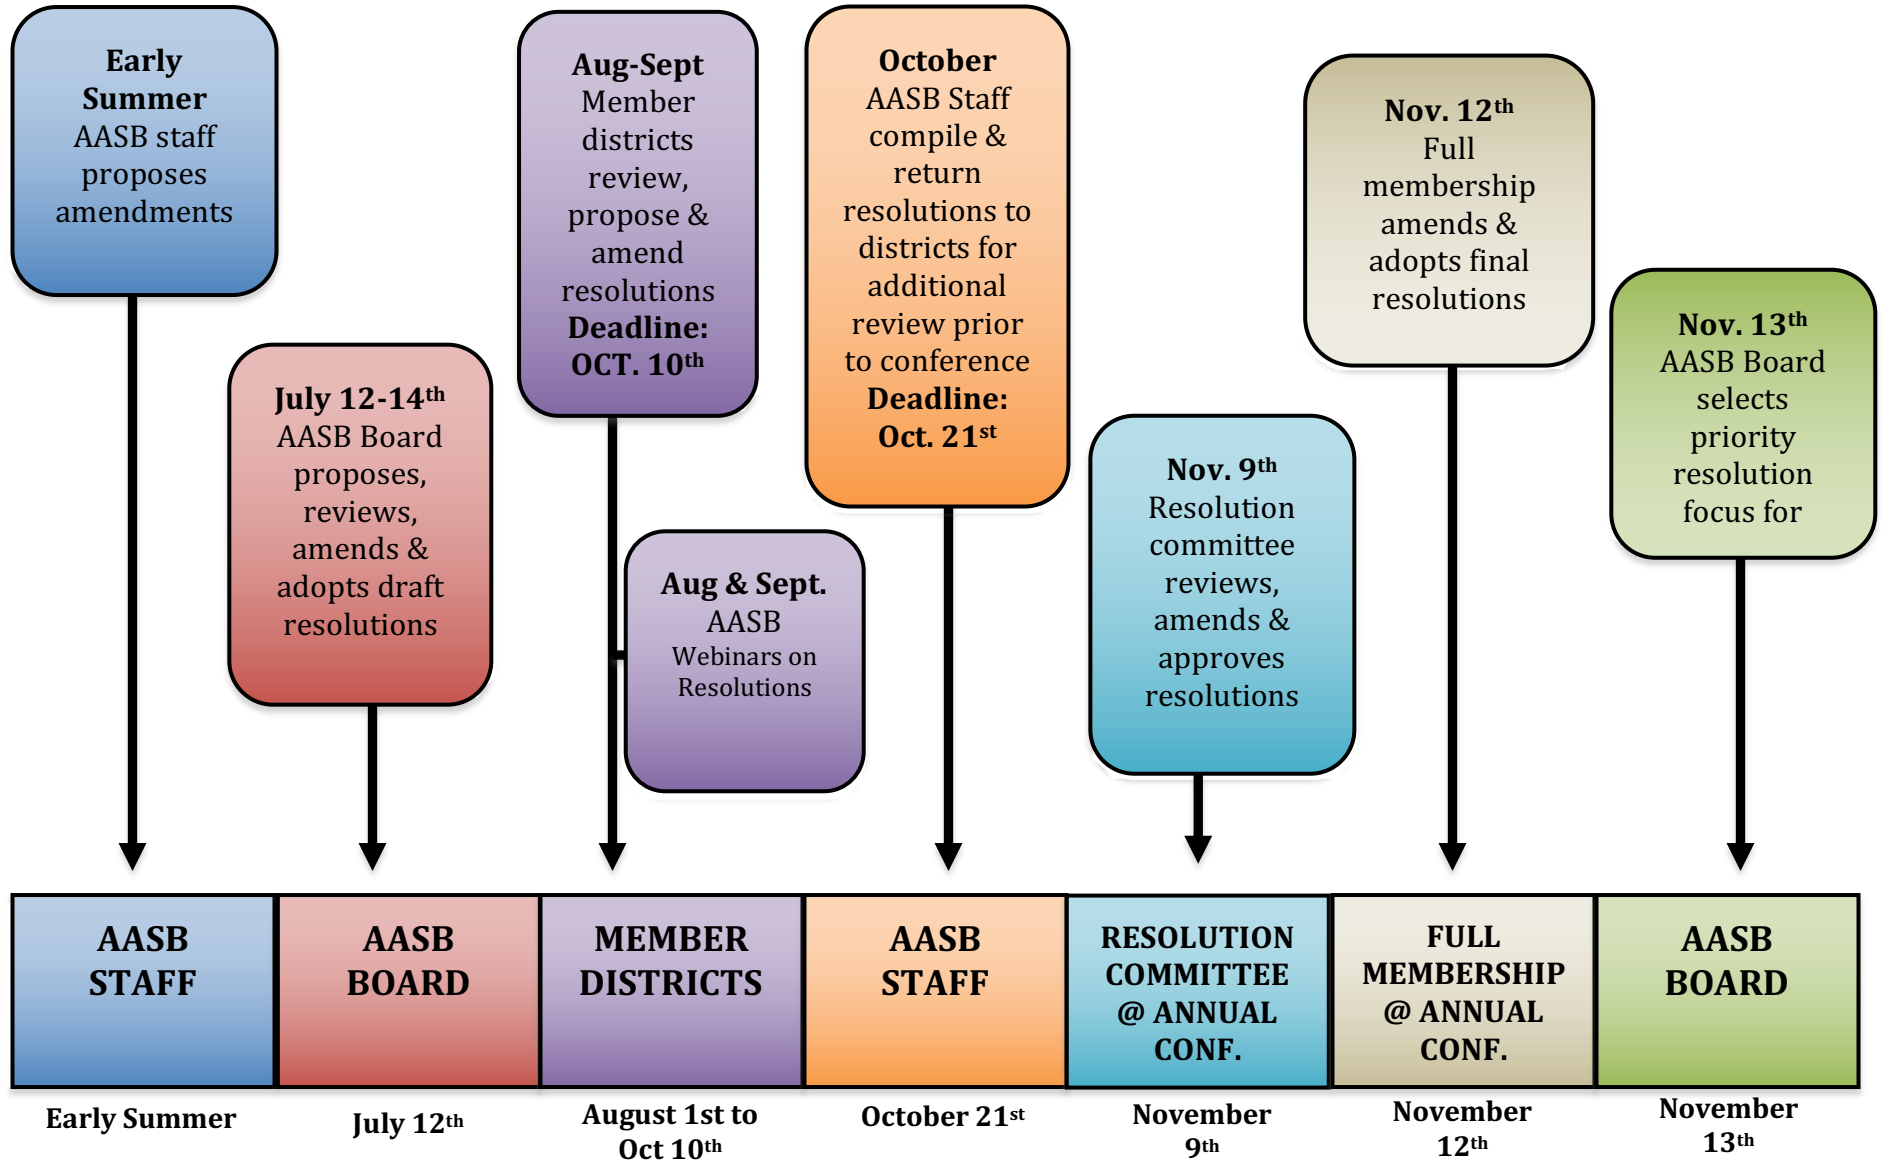 Early
Summer
AASB staff
proposes
amendments
July 12-14th
AASB Board
proposes,
reviews,
amends &
adopts draft
resolutions
Aug-Sept
Member
districts
review,
propose &
amend
resolutions
Deadline:
OCT. 10th
Aug & Sept.
AASB
Webinars on
Resolutions
October
AASB Staff
compile &
return
resolutions to
districts for
additional
review prior
to conference
Deadline:
Oct. 21st
Nov. 9th
Resolution
committee
reviews,
amends &
approves
resolutions
Nov. 12th
Full
membership
amends &
adopts final
resolutions
Nov. 13th
AASB Board
selects
priority
resolution
focus for
AASB
STAFF
AASB
BOARD
MEMBER
DISTRICTS
AASB
STAFF
RESOLUTION
COMMITTEE
@ ANNUAL
CONF.
FULL
MEMBERSHIP
@ ANNUAL
CONF.
AASB
BOARD
Early Summer
July 12th
August 1st to
Oct 10th
October 21st
November
9th
November
12th
November
13th